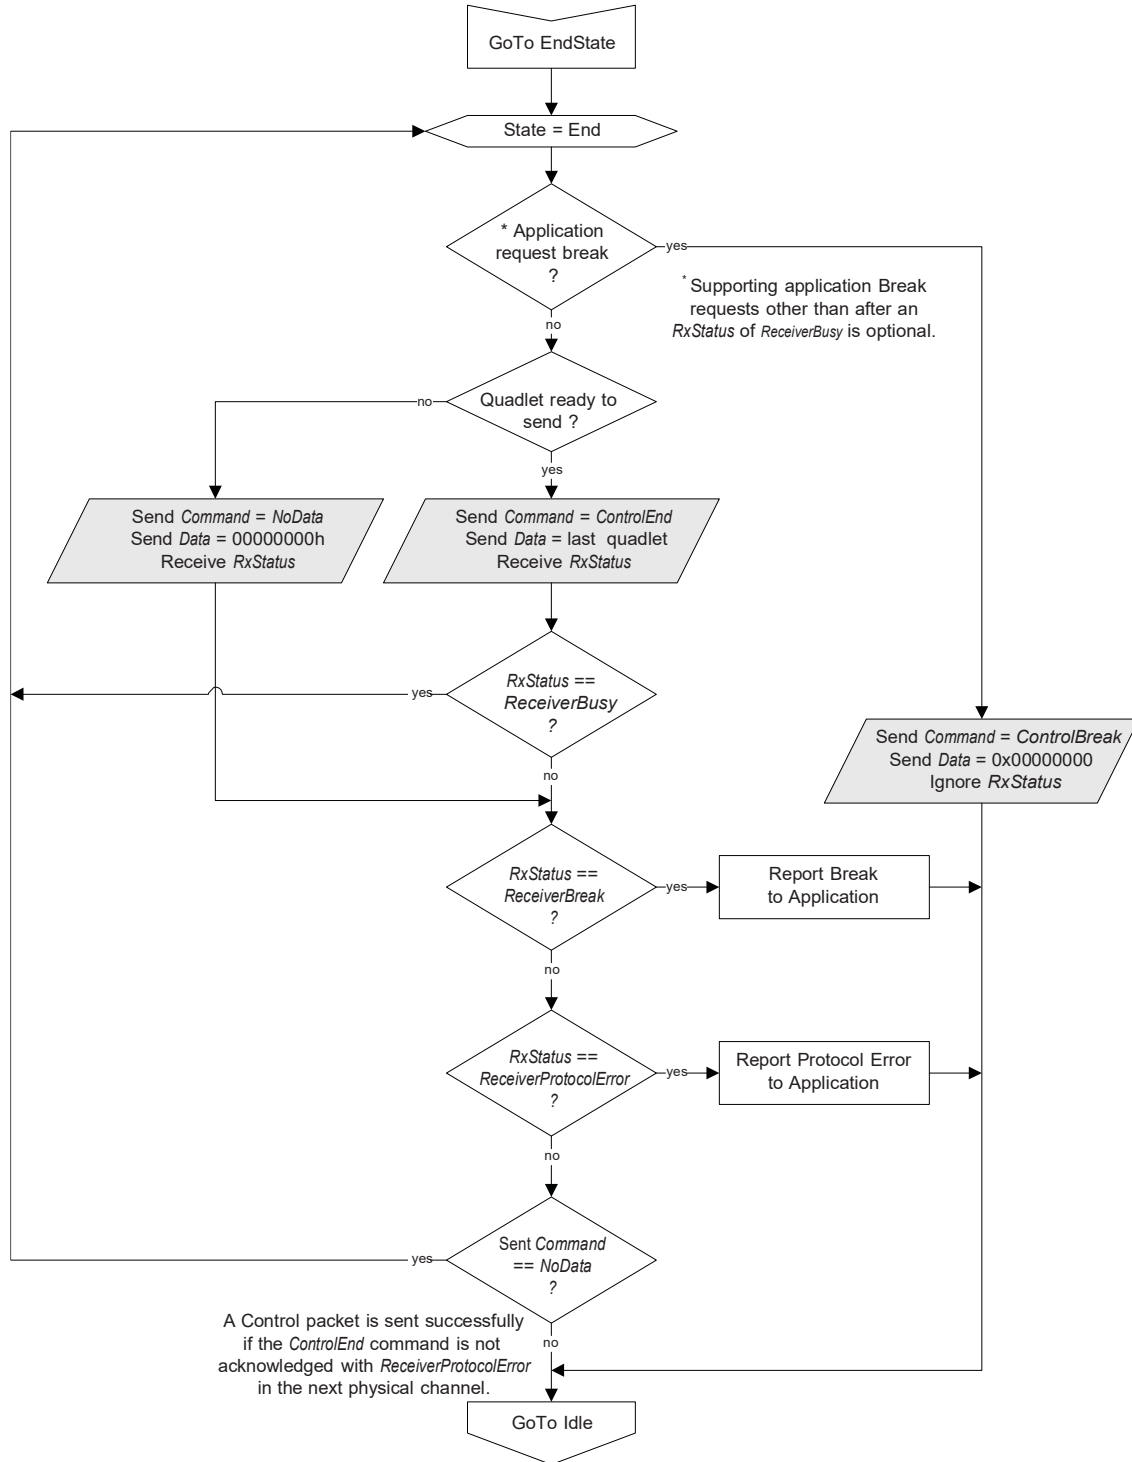 GoTo EndState
State = End
* Application
request break
?
yes
* Supporting application Break
requests other than after an
RxStatus of ReceiverBusy is optional.
no
Quadlet ready to
send ?
no
yes
Send Command = NoData
Send Data = 00000000h
Receive RxStatus
Send Command = ControlEnd
Send Data = last quadlet
Receive RxStatus
RxStatus ==
ReceiverBusy
?
yes
no
Send Command = ControlBreak
Send Data = 0x00000000
Ignore RxStatus
RxStatus ==
ReceiverBreak
?
yes
Report Break
to Application
no
RxStatus ==
ReceiverProtocolError
?
yes
Report Protocol Error
to Application
no
Sent Command
== NoData
?
yes
no
A Control packet is sent successfully
if the ControlEnd command is not
acknowledged with ReceiverProtocolError
in the next physical channel.
GoTo Idle